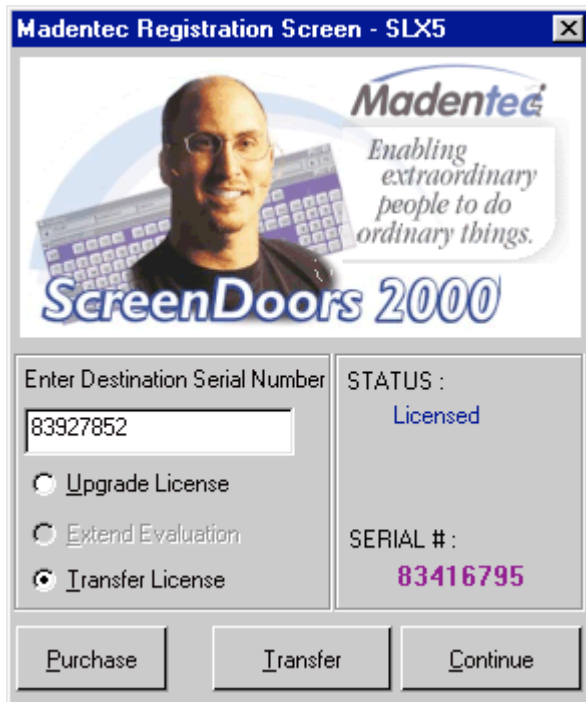 Madentec Registration Screen - SLX5
Madentec
Enabling
extraordinary
people to do
ordinary things.
ScreenDoors 2000
Enter Destination Serial Number
83927852
Upgrade License
Extend Evaluation
Transfer License
STATUS :
Licensed
SERIAL # :
83416795
Purchase
Transfer
Continue